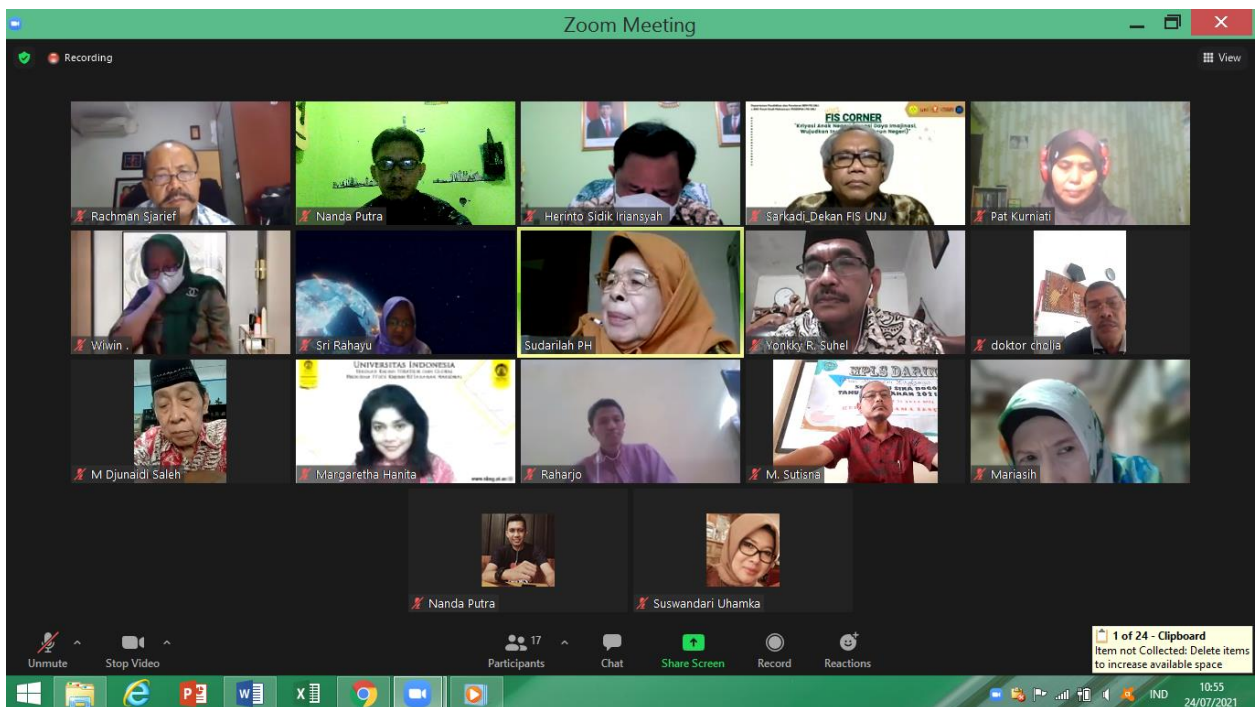 Zoom Meeting
Recording
View
FIS CORNER
Rachman Sjarief
Nanda Putra
Herinto Sidik Iriansyah
Sarkadi_Dekan FIS UNJ
Pat Kurniati
Wiwin .
Sri Rahayu
Sudarilah PH
Yonkky R. Suhel
doktor cholia
UNIVERSITAS INDONESIA
MPLS DARING
M Djunaidi Saleh
Margaretha Hanita
Raharjo
M. Sutisna
Mariasih
Nanda Putra
Suswandari Uhamka
Unmute
Stop Video
17
Participants
Chat
Share Screen
Record
Reactions
1 of 24 - Clipboard
Item not Collected: Delete items
to increase available space
IND
10:55
24/07/2021